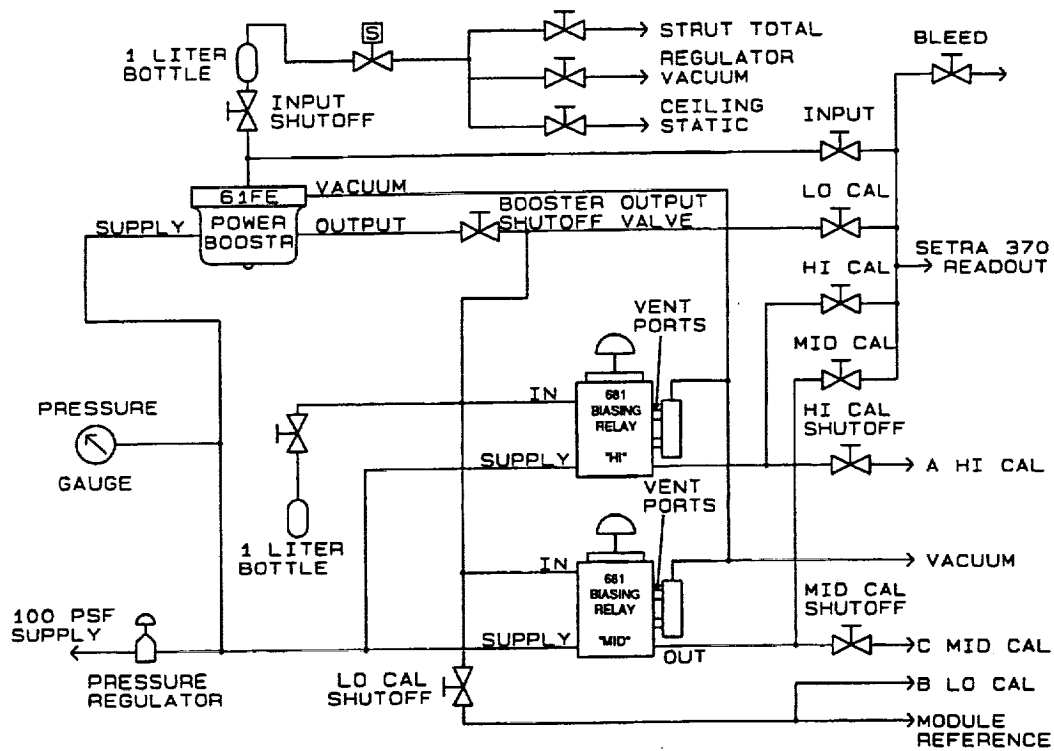 S
STRUT TOTAL
1 LITER
BOTTLE
REGULATOR
VACUUM
BLEED
INPUT
SHUTOFF
CEILING
STATIC
INPUT
61FE
VACUUM
LO CAL
SUPPLY
POWER
BOOSTR
OUTPUT
BOOSTER OUTPUT
SHUTOFF VALVE
SETRA 370
READOUT
HI CAL
VENT
PORTS
MID CAL
IN
681
BIASING
RELAY
"HI"
PRESSURE
GAUGE
HI CAL
SHUTOFF
SUPPLY
A HI CAL
VENT
PORTS
1 LITER
BOTTLE
IN
681
BIASING
RELAY
"MID"
VACUUM
100 PSF
SUPPLY
MID CAL
SHUTOFF
SUPPLY
OUT
C MID CAL
PRESSURE
REGULATOR
LO CAL
SHUTOFF
B LO CAL
MODULE
REFERENCE